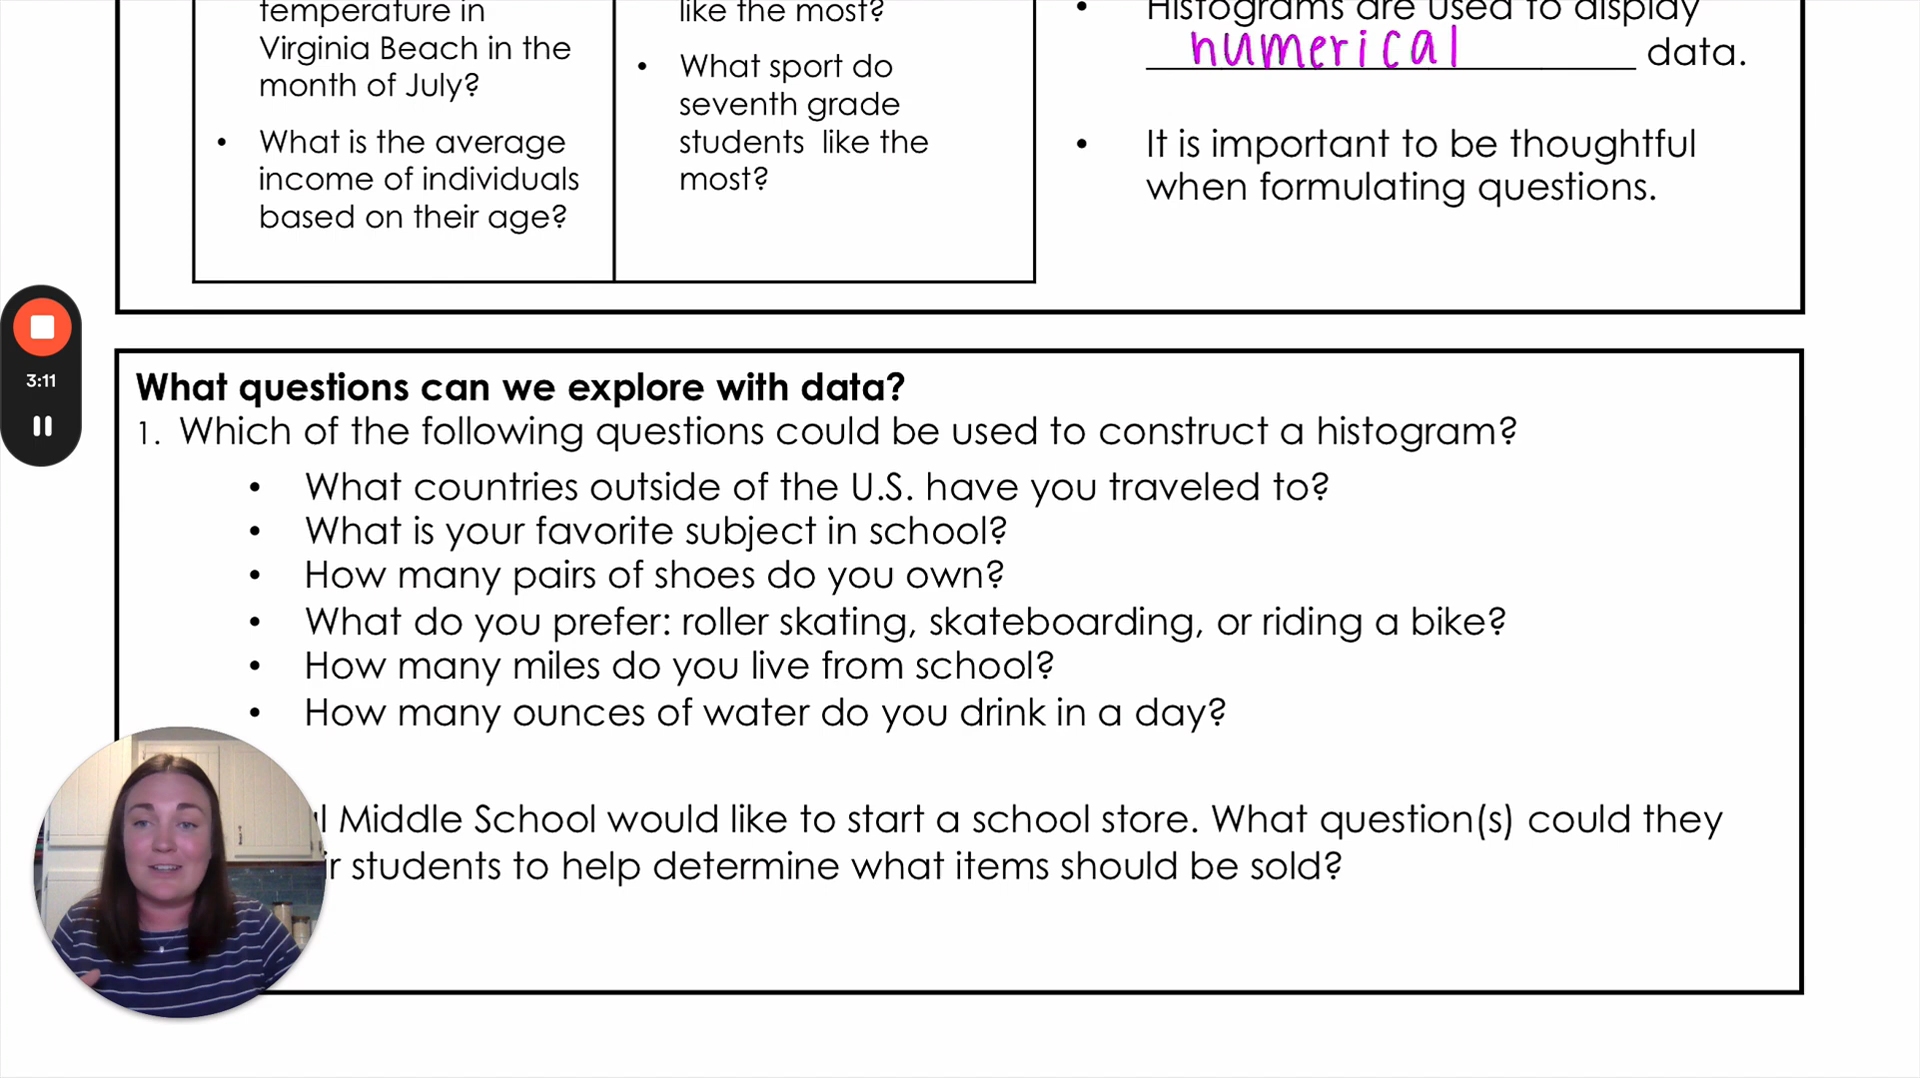 temperature in
Virginia Beach in the
month of July?
• What is the average
income of individuals
based on their age?
like the most?
• What sport do
seventh grade
students like the
most?
• Histograms are used to display
numerical data.
• It is important to be thoughtful
when formulating questions.
3:11
What questions can we explore with data?
1. Which of the following questions could be used to construct a histogram?
• What countries outside of the U.S. have you traveled to?
• What is your favorite subject in school?
• How many pairs of shoes do you own?
• What do you prefer: roller skating, skateboarding, or riding a bike?
• How many miles do you live from school?
• How many ounces of water do you drink in a day?
Middle School would like to start a school store. What question(s) could they
students to help determine what items should be sold?